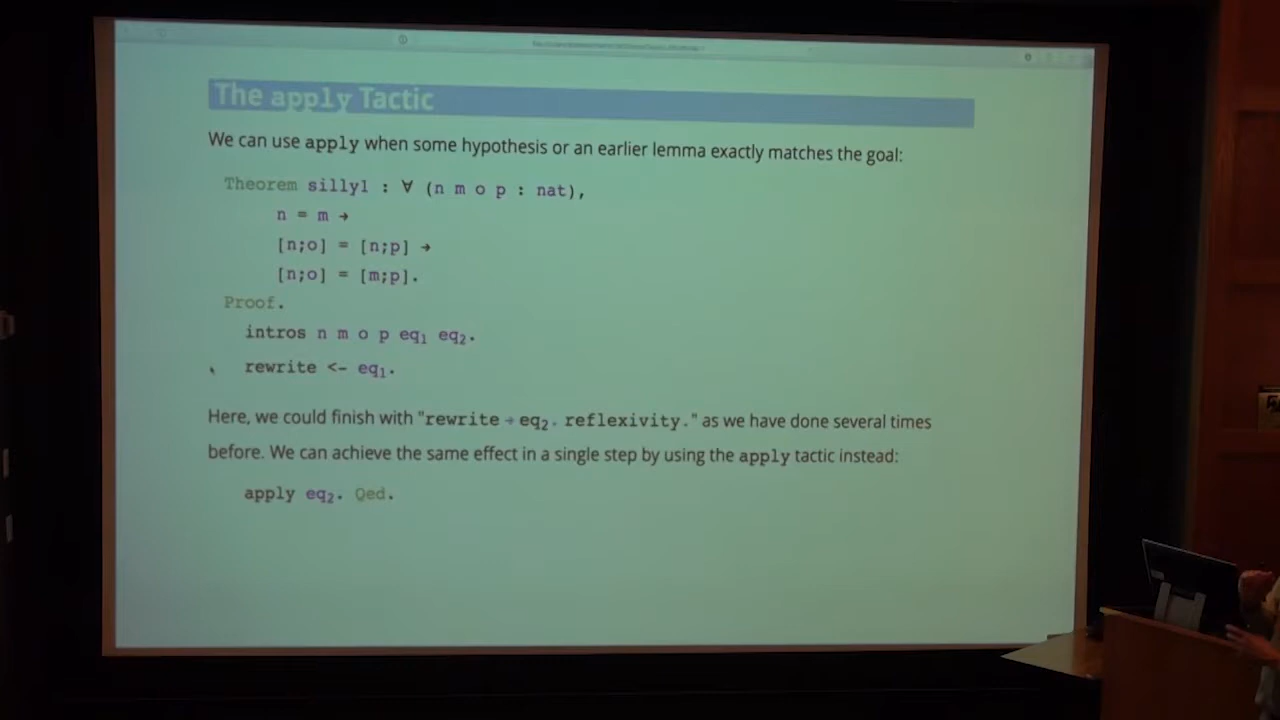 The apply Tactic
We can use apply when some hypothesis or an earlier lemma exactly matches the goal:
Theorem silly1 : ∀ (n m o p : nat),
n = m →
[n;o] = [n;p] →
[n;o] = [m;p].
Proof.
intros n m o p eq₁ eq₂.
rewrite <- eq₁.
Here, we could finish with "rewrite → eq₂. reflexivity." as we have done several times
before. We can achieve the same effect in a single step by using the apply tactic instead:
apply eq₂. Qed.